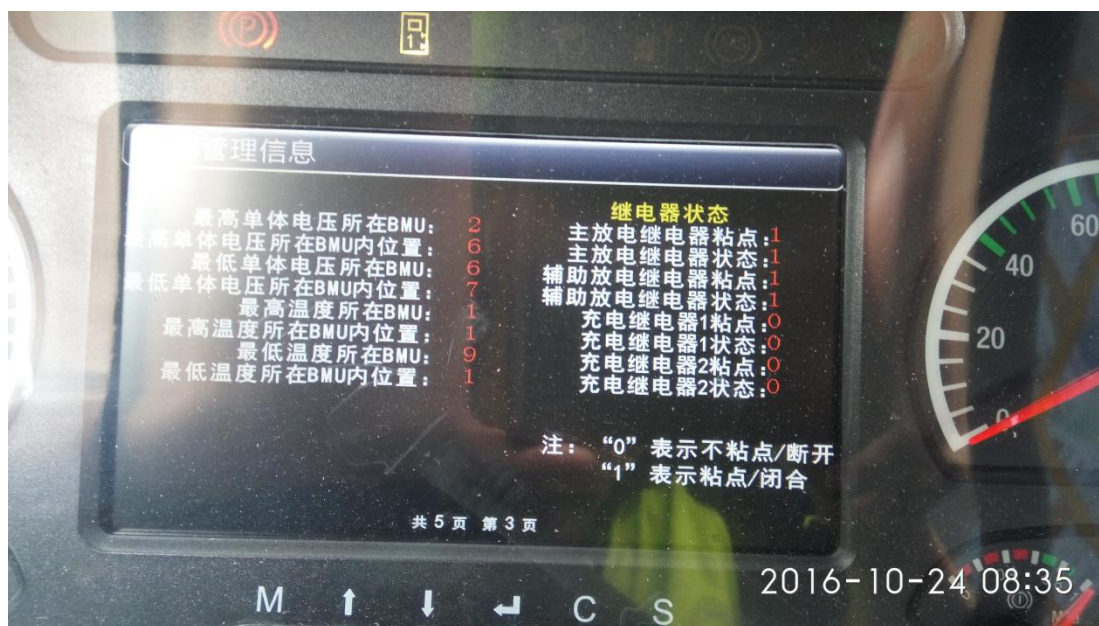 管理信息
最高单体电压所在BMU: 2
最高单体电压所在BMU内位置: 6
最低单体电压所在BMU: 6
最低单体电压所在BMU内位置: 7
最高温度所在BMU: 1
最高温度所在BMU内位置: 1
最低温度所在BMU: 9
最低温度所在BMU内位置: 1
继电器状态
主放电继电器粘点:1
主放电继电器状态:1
辅助放电继电器粘点:1
辅助放电继电器状态:1
充电继电器1粘点:0
充电继电器1状态:0
充电继电器2粘点:0
充电继电器2状态:0
注: “0” 表示不粘点/断开
“1” 表示粘点/闭合
共 5 页 第 3 页
60
40
20
0
M ↑ ↓ ↵ C S
2016-10-24 08:35